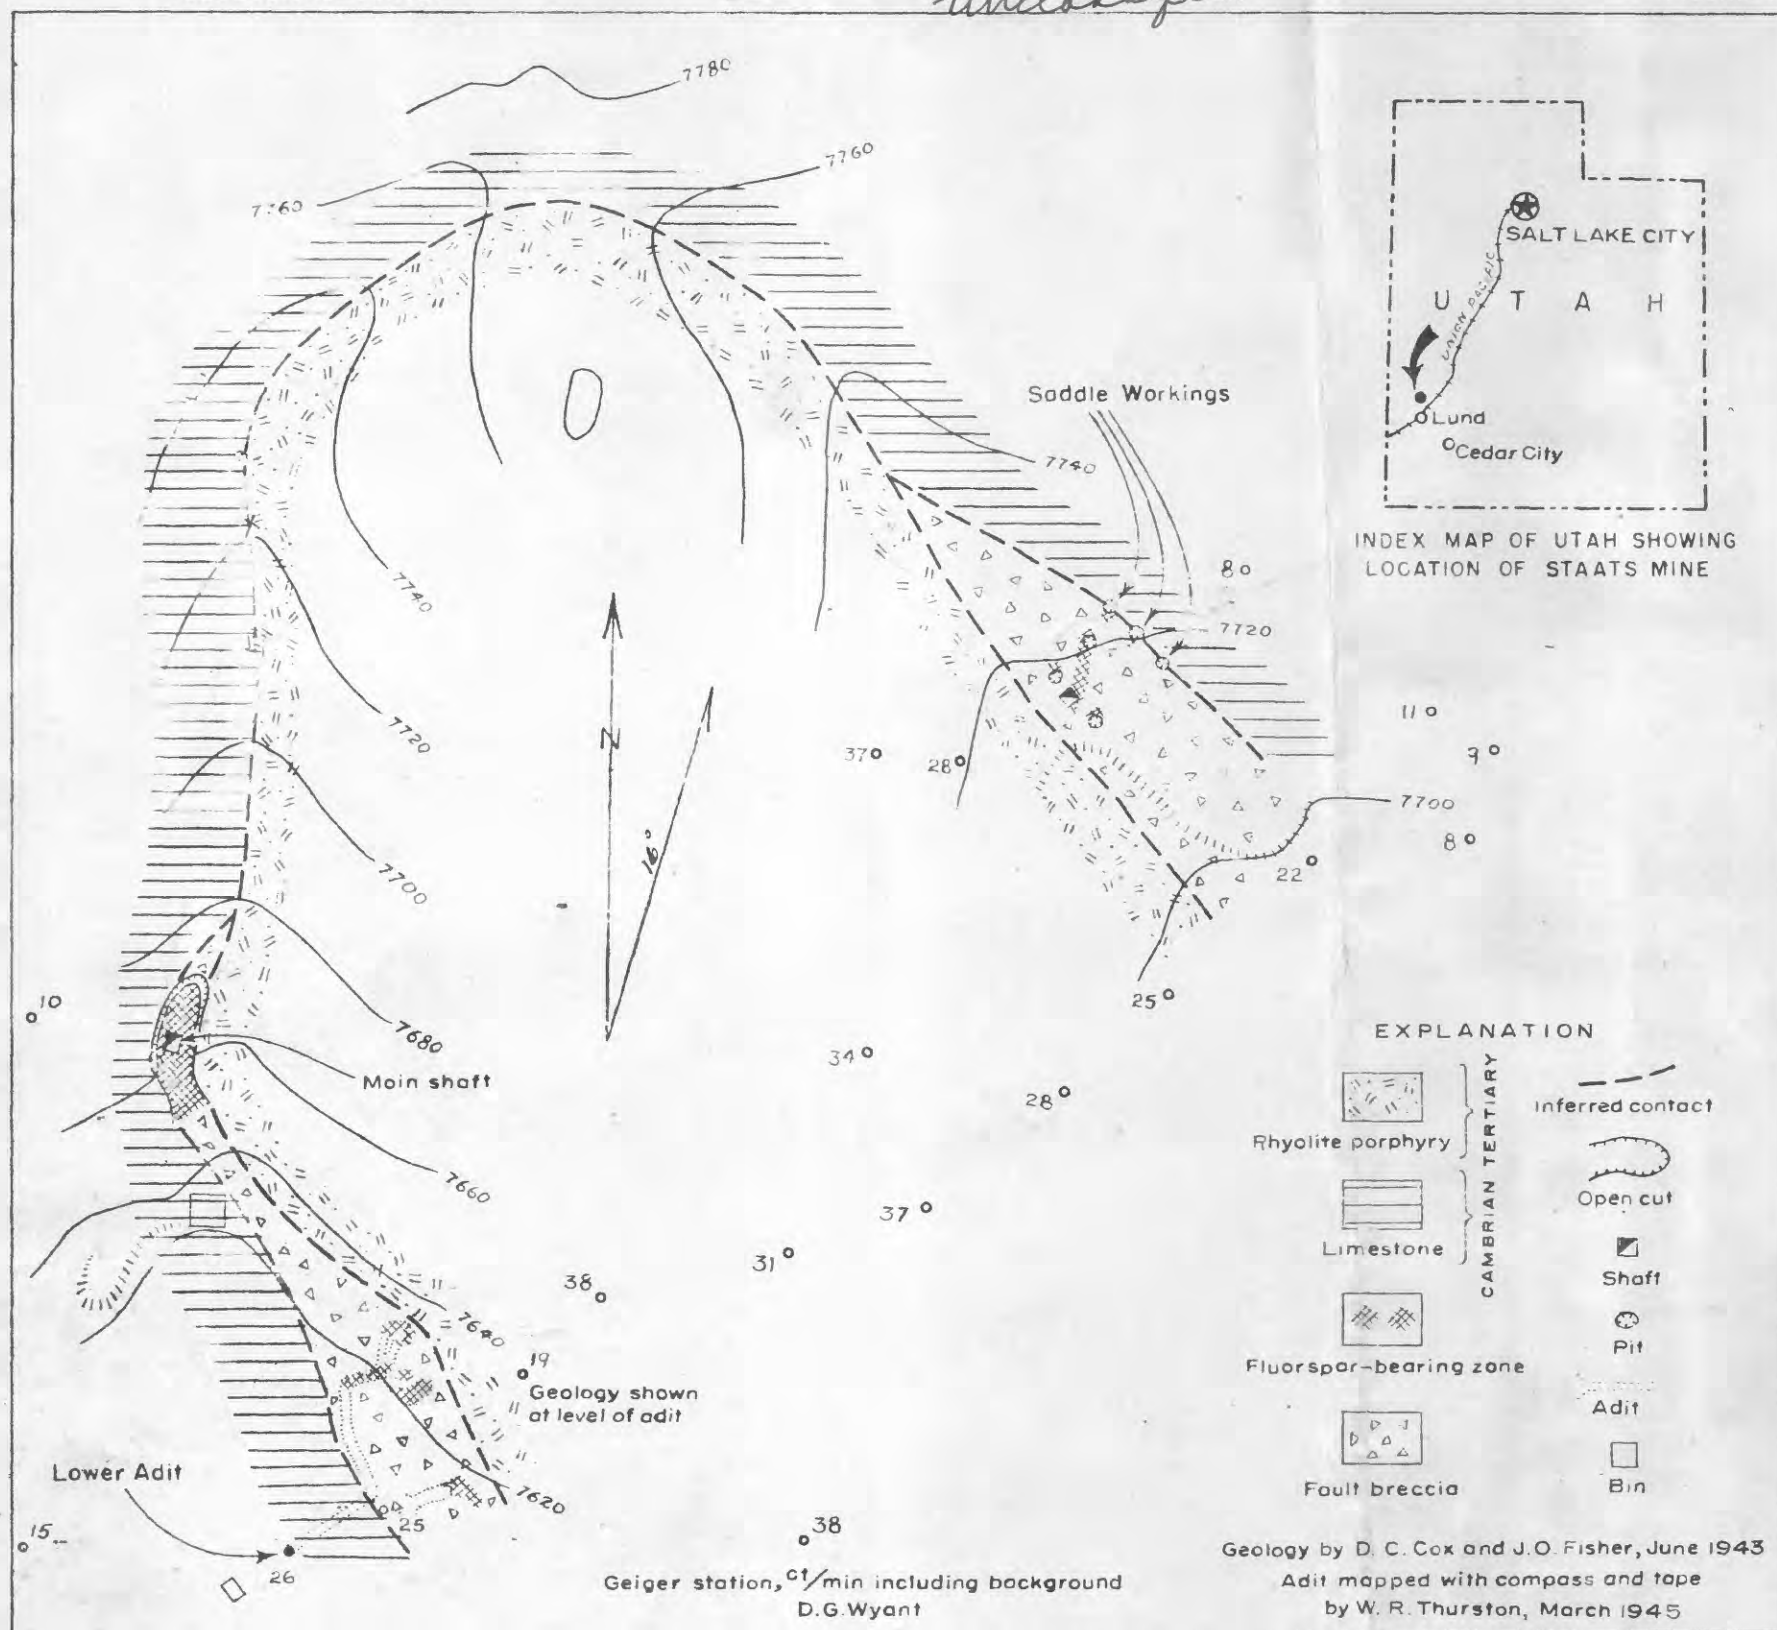 7780
7760
7760
SALT LAKE CITY
UNION PACIFIC
U T A H
Lund
Cedar City
INDEX MAP OF UTAH SHOWING
LOCATION OF STAATS MINE
Saddle Workings
7740
8
7720
7740
7720
N
16°
11
9
37
28
7700
8
22
7700
25
10
7680
34
Main shaft
28
7660
37
31
38
7640
19
Geology shown
at level of adit
Lower Adit
7620
25
15
38
26
EXPLANATION
Rhyolite porphyry
Limestone
CAMBRIAN TERTIARY
Fluorspar-bearing zone
Fault breccia
Inferred contact
Open cut
Shaft
Pit
Adit
Bin
Geiger station, ct/min including background
D.G.Wyant
Geology by D. C. Cox and J.O. Fisher, June 1943
Adit mapped with compass and tape
by W. R. Thurston, March 1945